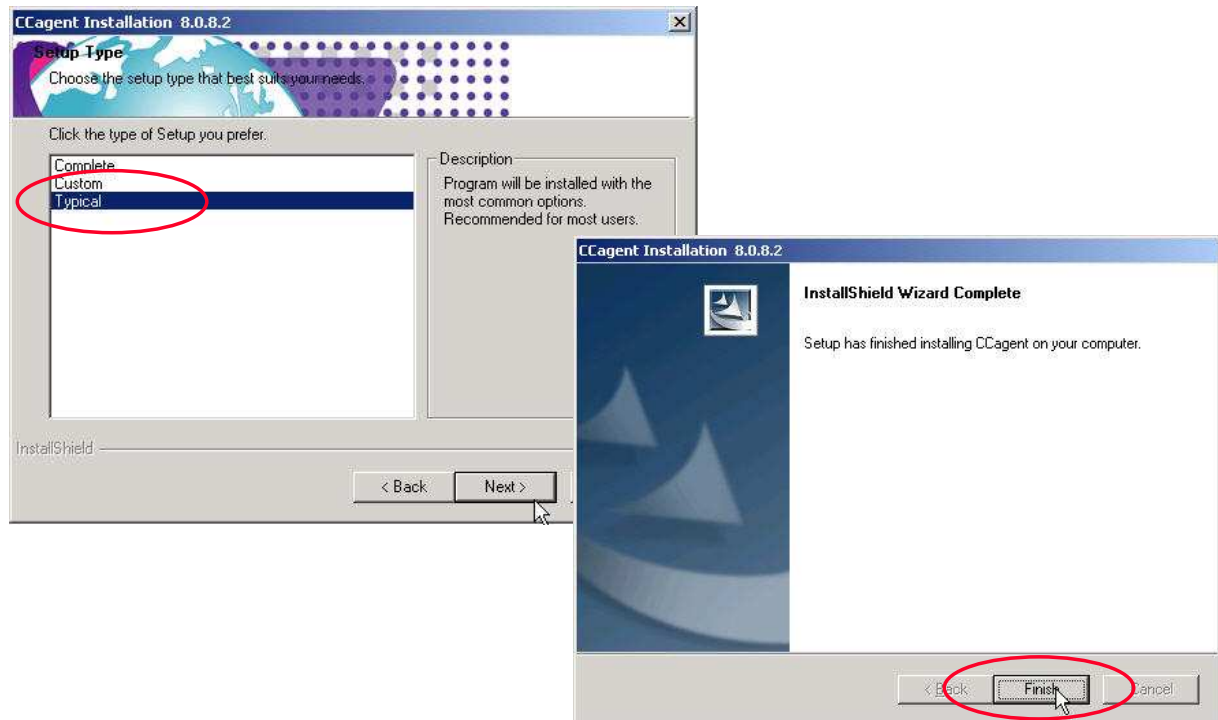 CCagent Installation 8.0.8.2
Setup Type
Choose the setup type that best suits your needs.
Click the type of Setup you prefer.
Complete
Custom
Typical
Description
Program will be installed with the
most common options.
Recommended for most users.
InstallShield
< Back
Next >
CCagent Installation 8.0.8.2
InstallShield Wizard Complete
Setup has finished installing CCagent on your computer.
< Back
Finish
Cancel